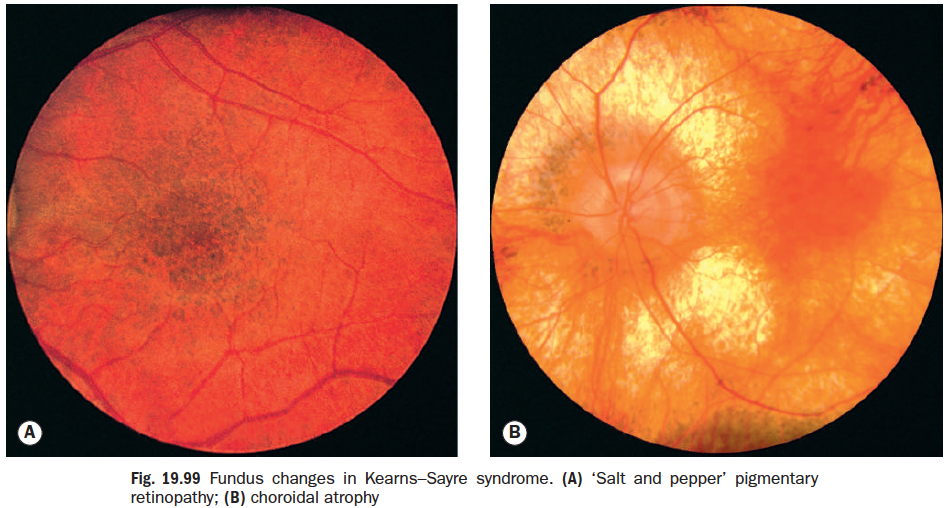 A
B
Fig. 19.99 Fundus changes in Kearns–Sayre syndrome. (A) ‘Salt and pepper’ pigmentary
retinopathy; (B) choroidal atrophy